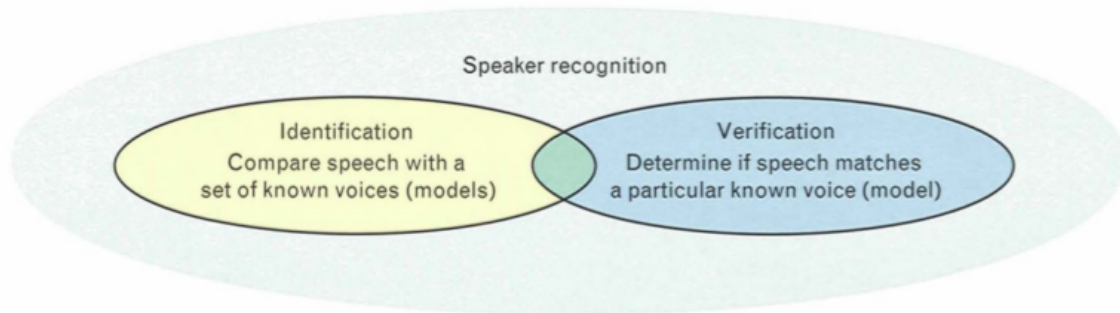 Speaker recognition
Identification
Compare speech with a
set of known voices (models)
Verification
Determine if speech matches
a particular known voice (model)